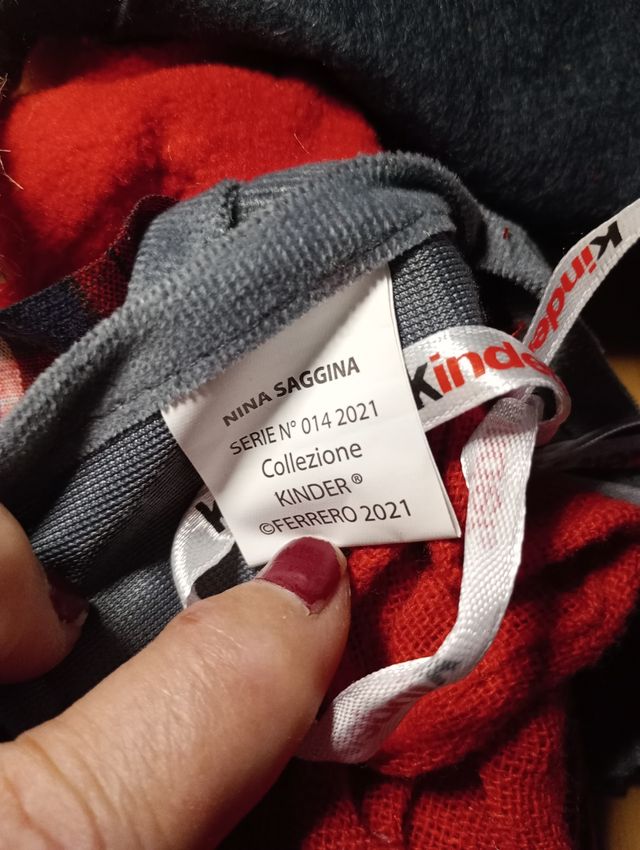 NINA SAGGINA
SERIE N° 014 2021
Collezione
KINDER®
©FERRERO 2021
Kinder
Kinder